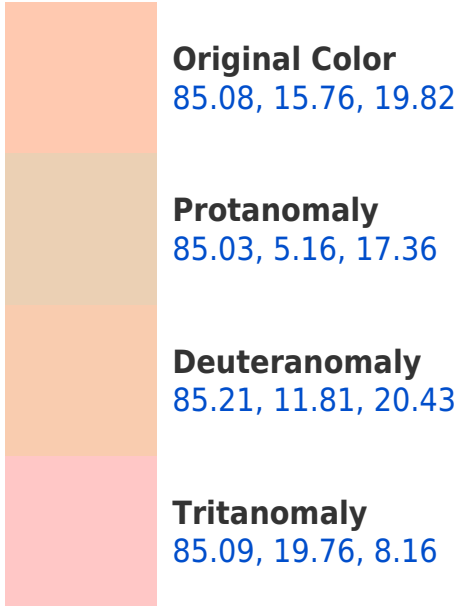 Original Color
85.08, 15.76, 19.82
Protanomaly
85.03, 5.16, 17.36
Deuteranomaly
85.21, 11.81, 20.43
Tritanomaly
85.09, 19.76, 8.16